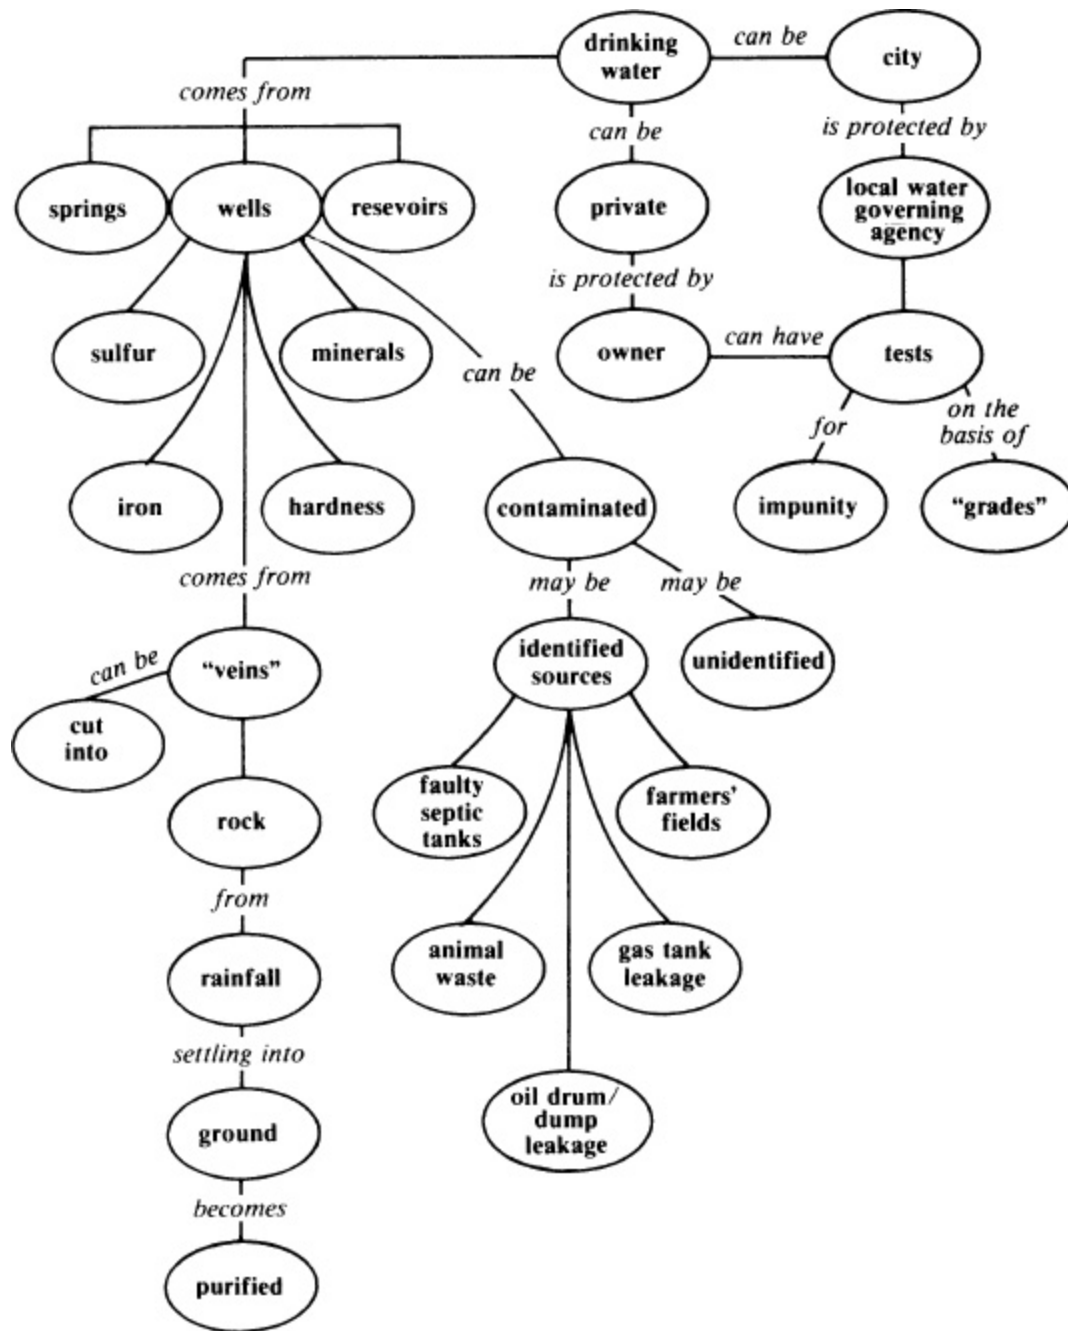 drinking
water
can be
city
comes from
can be
is protected by
springs
wells
resevoirs
private
local water
governing
agency
is protected by
sulfur
minerals
can be
owner
can have
tests
for
on the
basis of
iron
hardness
contaminated
impunity
“grades”
comes from
may be
may be
can be
“veins”
identified
sources
unidentified
cut
into
faulty
septic
tanks
farmers’
fields
rock
from
animal
waste
gas tank
leakage
rainfall
settling into
oil drum/
dump
leakage
ground
becomes
purified